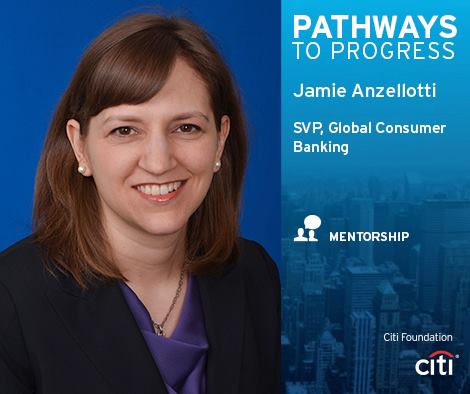 PATHWAYS
TO PROGRESS
Jamie Anzellotti
SVP, Global Consumer
Banking
MENTORSHIP
Citi Foundation
citi®